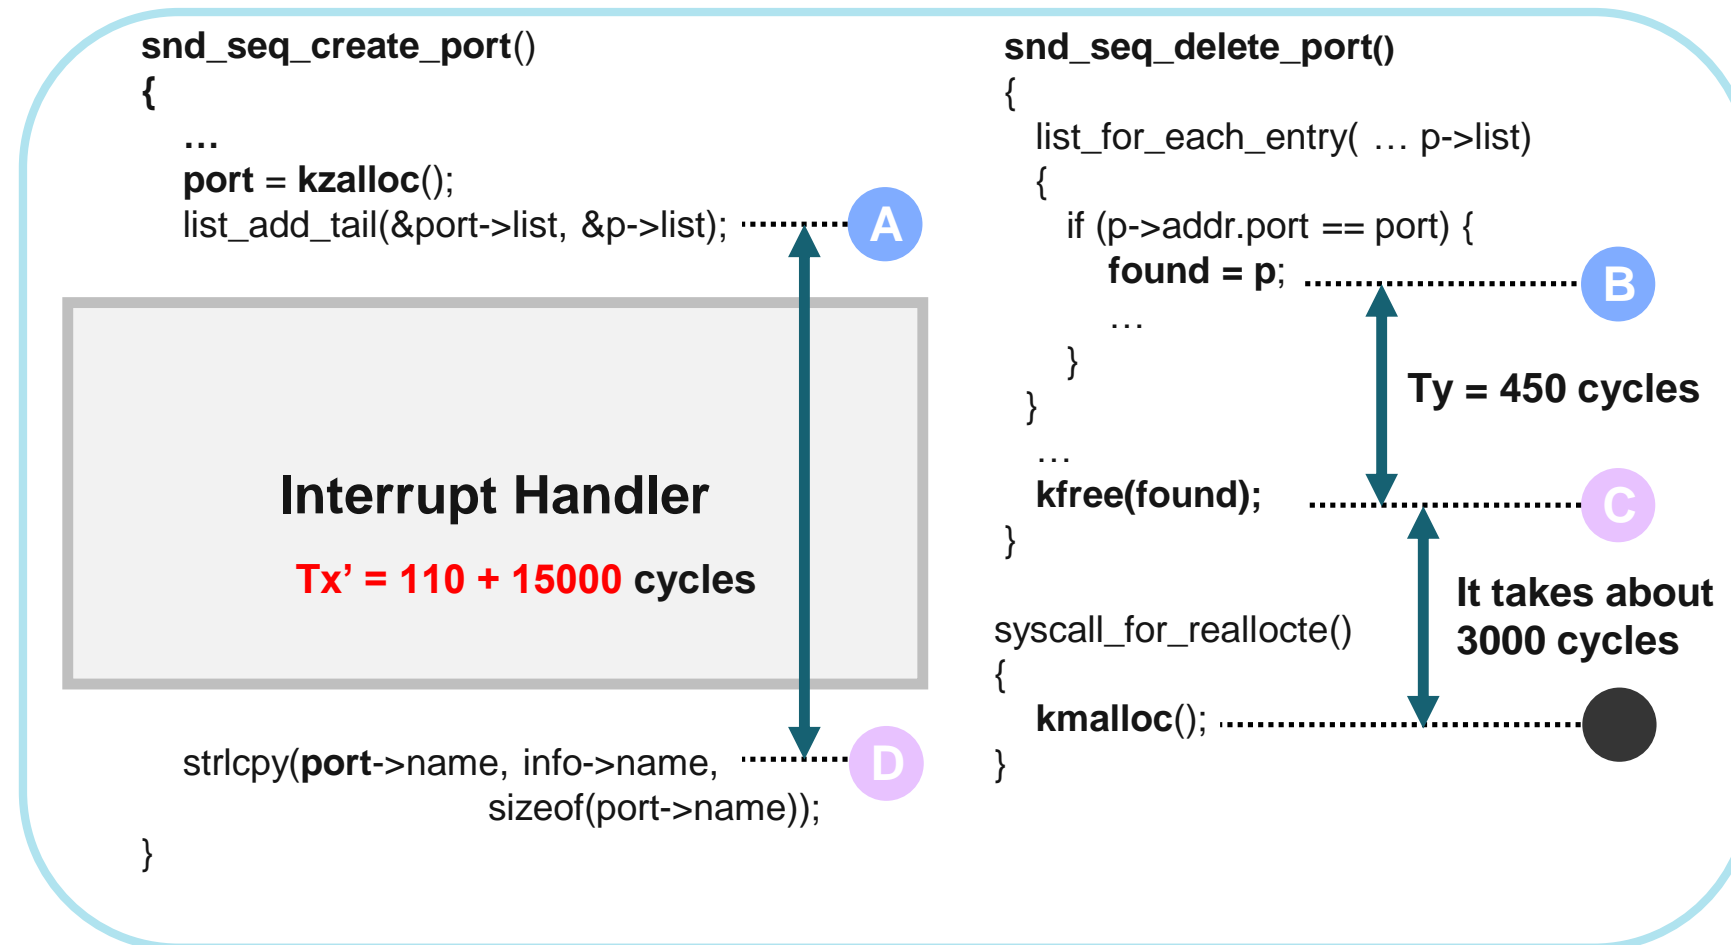 snd_seq_create_port()
{
…
port = kzalloc();
list_add_tail(&port->list, &p->list);
A
Interrupt Handler
Tx’ = 110 + 15000 cycles
strlcpy(port->name, info->name,
D
sizeof(port->name));
}
snd_seq_delete_port()
{
list_for_each_entry( … p->list)
{
if (p->addr.port == port) {
found = p;
B
…
}
Ty = 450 cycles
}
…
kfree(found);
C
}
It takes about
3000 cycles
syscall_for_reallocte()
{
kmalloc();
}